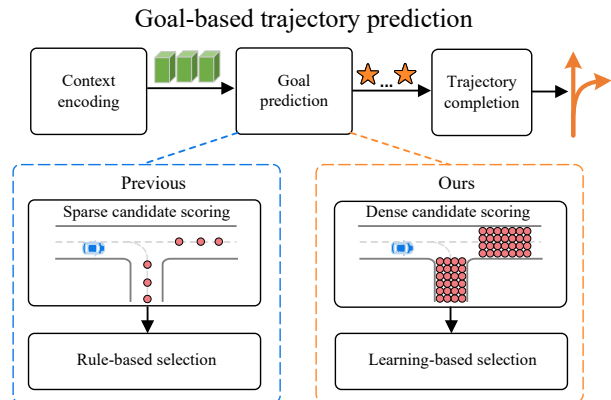 Goal-based trajectory prediction
Context
encoding
Goal
prediction
...
Trajectory
completion
Previous
Sparse candidate scoring
Rule-based selection
Ours
Dense candidate scoring
Learning-based selection